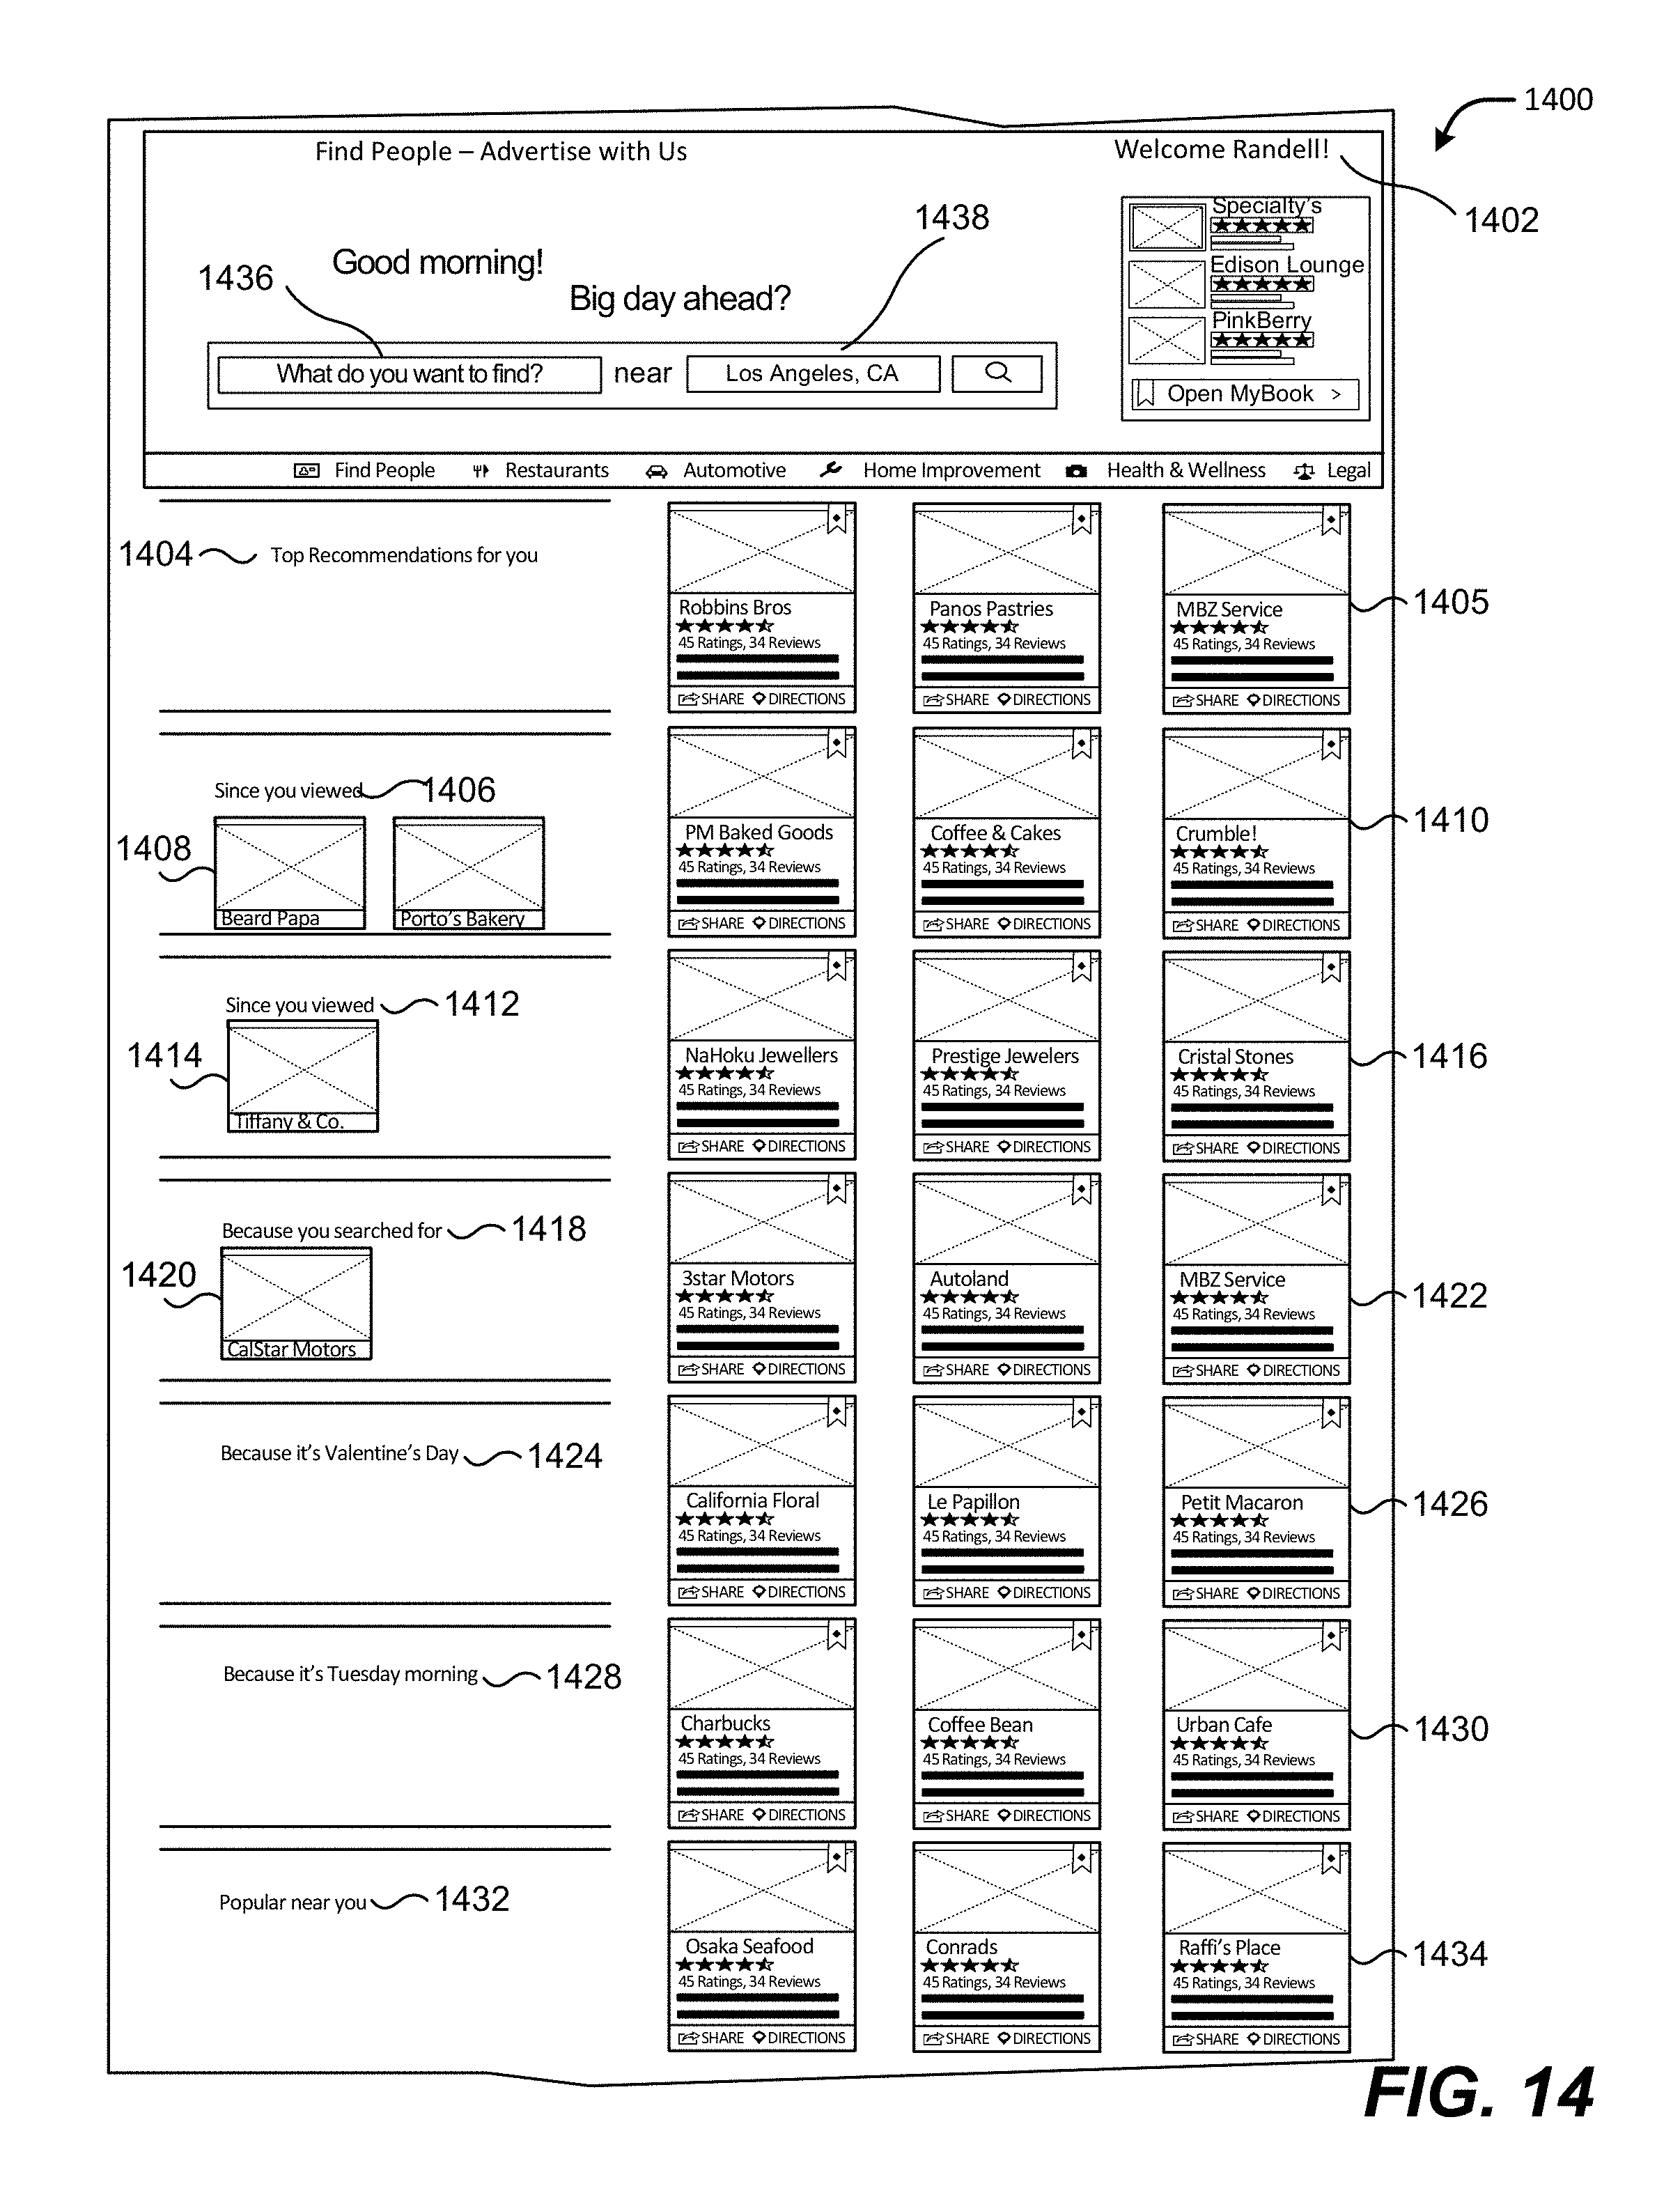 1400
Find People – Advertise with Us
Welcome Randell!
1402
1438
Specialty's
Good morning!
1436
Edison Lounge
Big day ahead?
PinkBerry
What do you want to find? near Los Angeles, CA
Open MyBook >
Find People Restaurants Automotive Home Improvement Health & Wellness Legal
1404 Top Recommendations for you
1405
Robbins Bros Panos Pastries MBZ Service
45 Ratings, 34 Reviews 45 Ratings, 34 Reviews 45 Ratings, 34 Reviews
SHARE DIRECTIONS SHARE DIRECTIONS SHARE DIRECTIONS
Since you viewed 1406
1408
1410
PM Baked Goods Coffee & Cakes Crumble!
45 Ratings, 34 Reviews 45 Ratings, 34 Reviews 45 Ratings, 34 Reviews
Beard Papa Porto's Bakery
SHARE DIRECTIONS SHARE DIRECTIONS SHARE DIRECTIONS
Since you viewed 1412
1414
1416
NaHoku Jewellers Prestige Jewelers Cristal Stones
45 Ratings, 34 Reviews 45 Ratings, 34 Reviews 45 Ratings, 34 Reviews
Tiffany & Co.
SHARE DIRECTIONS SHARE DIRECTIONS SHARE DIRECTIONS
Because you searched for 1418
1420
3star Motors Autoland MBZ Service
1422
45 Ratings, 34 Reviews 45 Ratings, 34 Reviews 45 Ratings, 34 Reviews
CalStar Motors
SHARE DIRECTIONS SHARE DIRECTIONS SHARE DIRECTIONS
Because it's Valentine's Day 1424
California Floral Le Papillon Petit Macaron
1426
45 Ratings, 34 Reviews 45 Ratings, 34 Reviews 45 Ratings, 34 Reviews
SHARE DIRECTIONS SHARE DIRECTIONS SHARE DIRECTIONS
Because it's Tuesday morning 1428
Charbucks Coffee Bean Urban Cafe
1430
45 Ratings, 34 Reviews 45 Ratings, 34 Reviews 45 Ratings, 34 Reviews
SHARE DIRECTIONS SHARE DIRECTIONS SHARE DIRECTIONS
Popular near you 1432
Osaka Seafood Conrads Raffi's Place
1434
45 Ratings, 34 Reviews 45 Ratings, 34 Reviews 45 Ratings, 34 Reviews
SHARE DIRECTIONS SHARE DIRECTIONS SHARE DIRECTIONS
FIG. 14